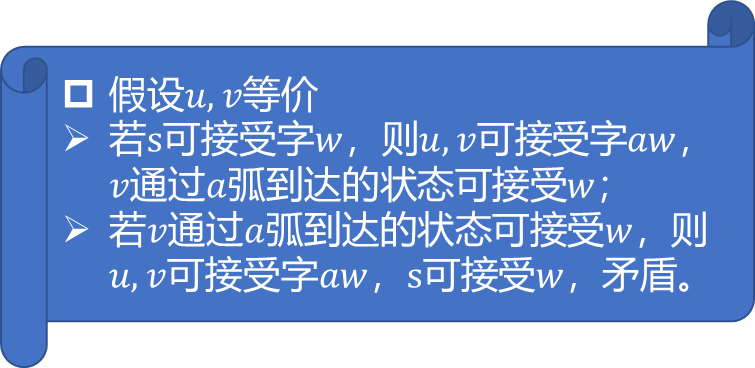 假设u, v等价
若s可接受字w，则u, v可接受字aw，
v通过a弧到达的状态可接受w；
若v通过a弧到达的状态可接受w，则
u, v可接受字aw，s可接受w，矛盾。